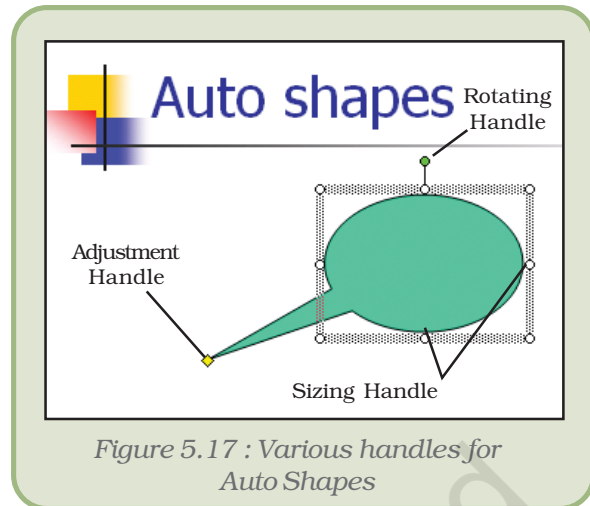 Auto shapes
Rotating
Handle
Adjustment
Handle
Sizing Handle
Figure 5.17 : Various handles for
Auto Shapes